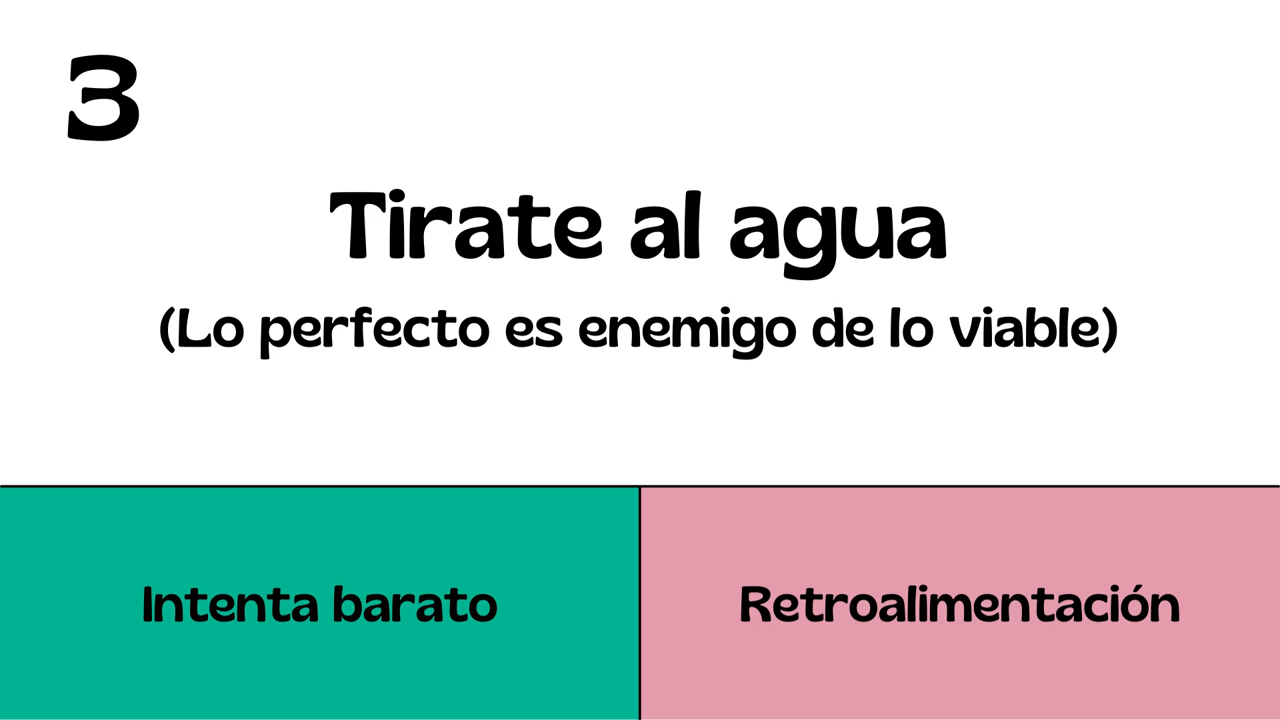 3
Tirate al agua
(Lo perfecto es enemigo de lo viable)
Intenta barato
Retroalimentación